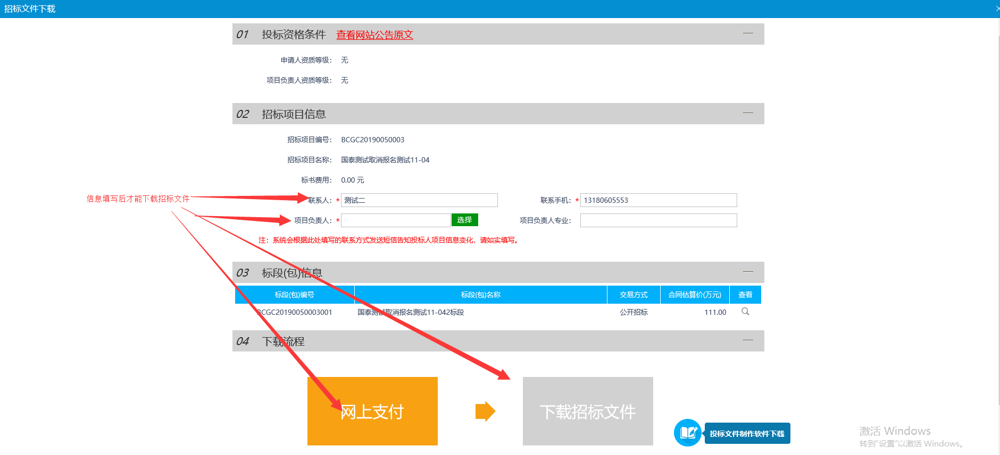 招标文件下载
01 投标资格条件 查看网站公告原文
申请人资质等级： 无
项目负责人资质等级： 无
02 招标项目信息
招标项目编号： BCGC20190050003
招标项目名称： 国泰测试取消报名测试11-04
标书费用： 0.00 元
信息填写后才能下载招标文件
联系人： * 测试二 联系手机： * 13180605553
项目负责人： * 选择 项目负责人专业：
注：系统会根据此处填写的联系方式发送短信告知投标人项目信息变化，请如实填写。
03 标段(包)信息
标段(包)编号 标段(包)名称 交易方式 合同估算价(万元) 查看
BCGC20190050003001 国泰测试取消报名测试11-042标段 公开招标 111.00
04 下载流程
网上支付 下载招标文件
投标文件制作软件下载
激活 Windows
转到“设置”以激活 Windows。